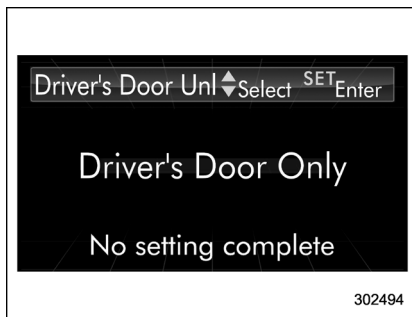 Driver's Door Unl Select SET Enter
Driver's Door Only
No setting complete
302494